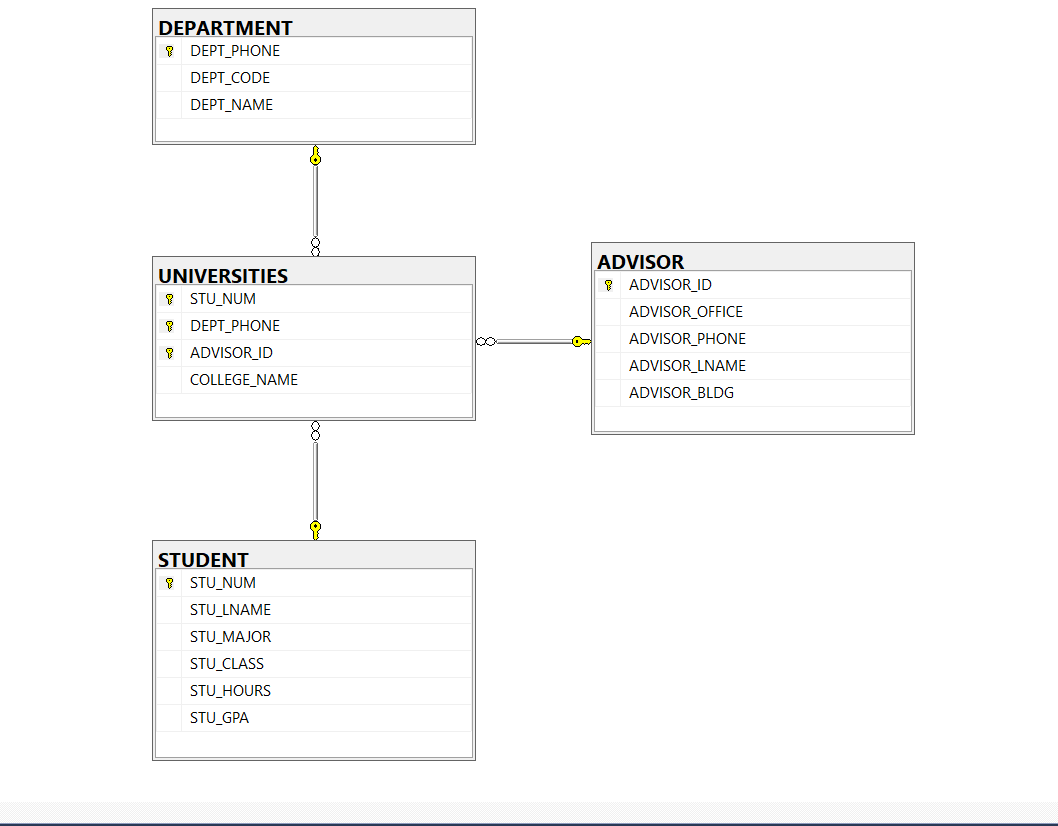 DEPARTMENT
DEPT_PHONE
DEPT_CODE
DEPT_NAME
UNIVERSITIES
STU_NUM
DEPT_PHONE
ADVISOR_ID
COLLEGE_NAME
ADVISOR
ADVISOR_ID
ADVISOR_OFFICE
ADVISOR_PHONE
ADVISOR_LNAME
ADVISOR_BLDG
STUDENT
STU_NUM
STU_LNAME
STU_MAJOR
STU_CLASS
STU_HOURS
STU_GPA